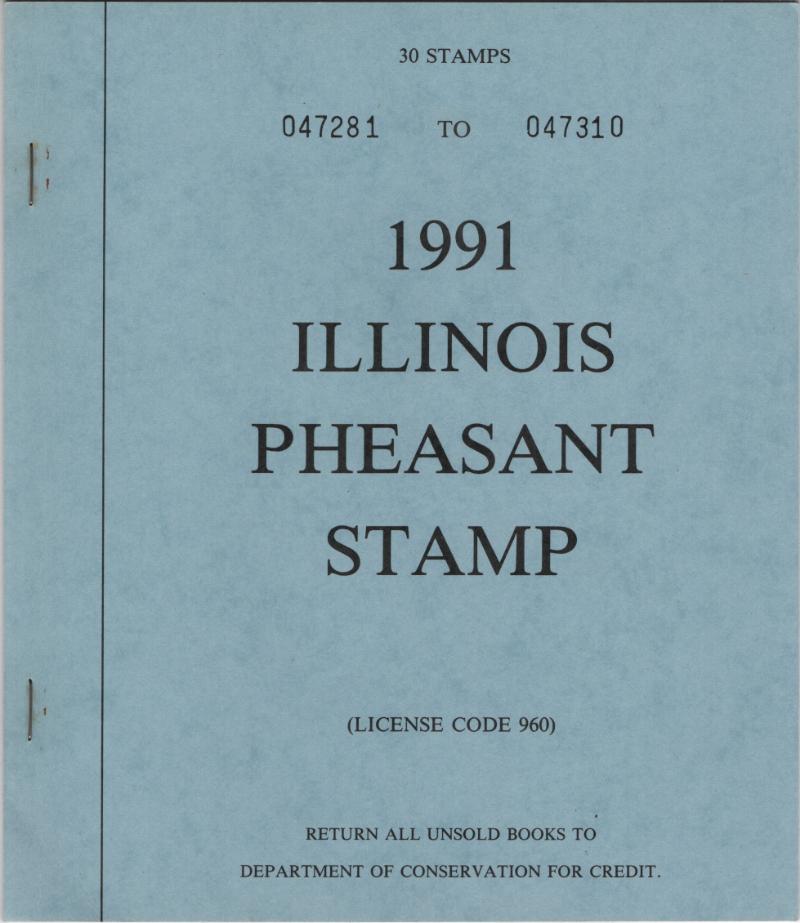 30 STAMPS
047281 TO 047310
1991
ILLINOIS
PHEASANT
STAMP
(LICENSE CODE 960)
RETURN ALL UNSOLD BOOKS TO
DEPARTMENT OF CONSERVATION FOR CREDIT.